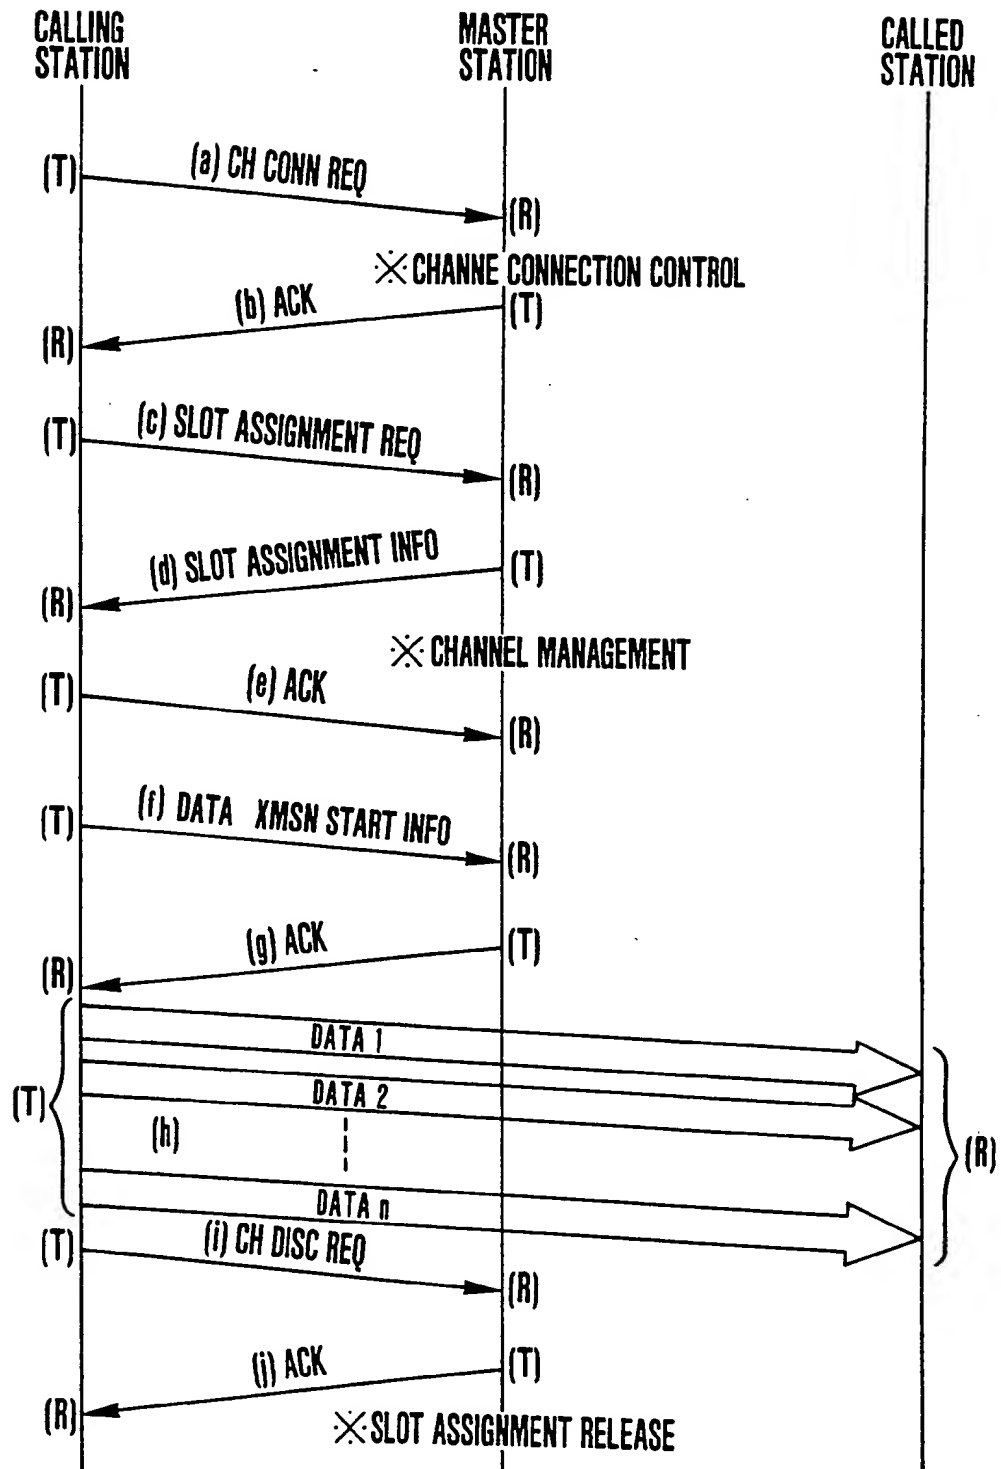 CALLING
STATION
MASTER
STATION
CALLED
STATION
(T)
(a) CH CONN REQ
(R)
※ CHANNE CONNECTION CONTROL
(b) ACK
(T)
(R)
(T)
(c) SLOT ASSIGNMENT REQ
(R)
(d) SLOT ASSIGNMENT INFO
(T)
(R)
※ CHANNEL MANAGEMENT
(T)
(e) ACK
(R)
(T)
(f) DATA XMSN START INFO
(R)
(g) ACK
(T)
(R)
DATA 1
(T)
DATA 2
(h)
(R)
DATA n
(T)
(i) CH DISC REQ
(R)
(j) ACK
(T)
(R)
※ SLOT ASSIGNMENT RELEASE